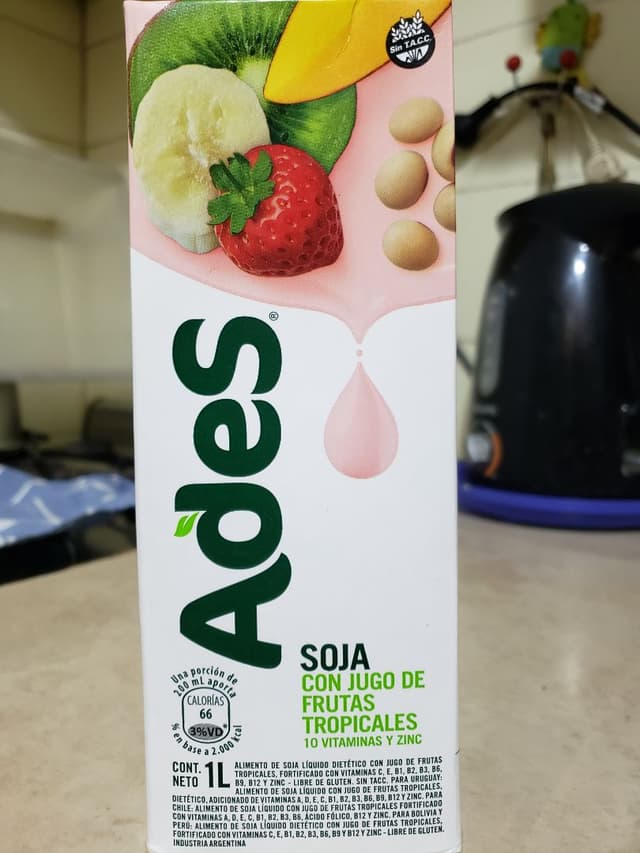 Sin T.A.C.C.
AdeS®
SOJA
CON JUGO DE
FRUTAS
TROPICALES
10 VITAMINAS Y ZINC
Una porción de
200 mL aporta
CALORÍAS
66
3%VD*
% en base a 2.000 kcal
CONT. NETO 1L
ALIMENTO DE SOJA LÍQUIDO DIETÉTICO CON JUGO DE FRUTAS
TROPICALES, FORTIFICADO CON VITAMINAS C, E, B1, B2, B3, B6,
B9, B12 Y ZINC - LIBRE DE GLUTEN. SIN TACC. PARA URUGUAY:
ALIMENTO DE SOJA LÍQUIDO CON JUGO DE FRUTAS TROPICALES,
DIETÉTICO, ADICIONADO DE VITAMINAS A, D, E, C, B1, B2, B3, B6, B9, B12 Y ZINC. PARA
CHILE: ALIMENTO DE SOJA LÍQUIDO CON JUGO DE FRUTAS TROPICALES FORTIFICADO
CON VITAMINAS A, D, E, C, B1, B2, B3, B6, ÁCIDO FÓLICO, B12 Y ZINC. PARA BOLIVIA Y
PERÚ: ALIMENTO DE SOJA LÍQUIDO DIETÉTICO CON JUGO DE FRUTAS TROPICALES,
FORTIFICADO CON VITAMINAS C, E, B1, B2, B3, B6, B9 Y B12 Y ZINC - LIBRE DE GLUTEN.
INDUSTRIA ARGENTINA